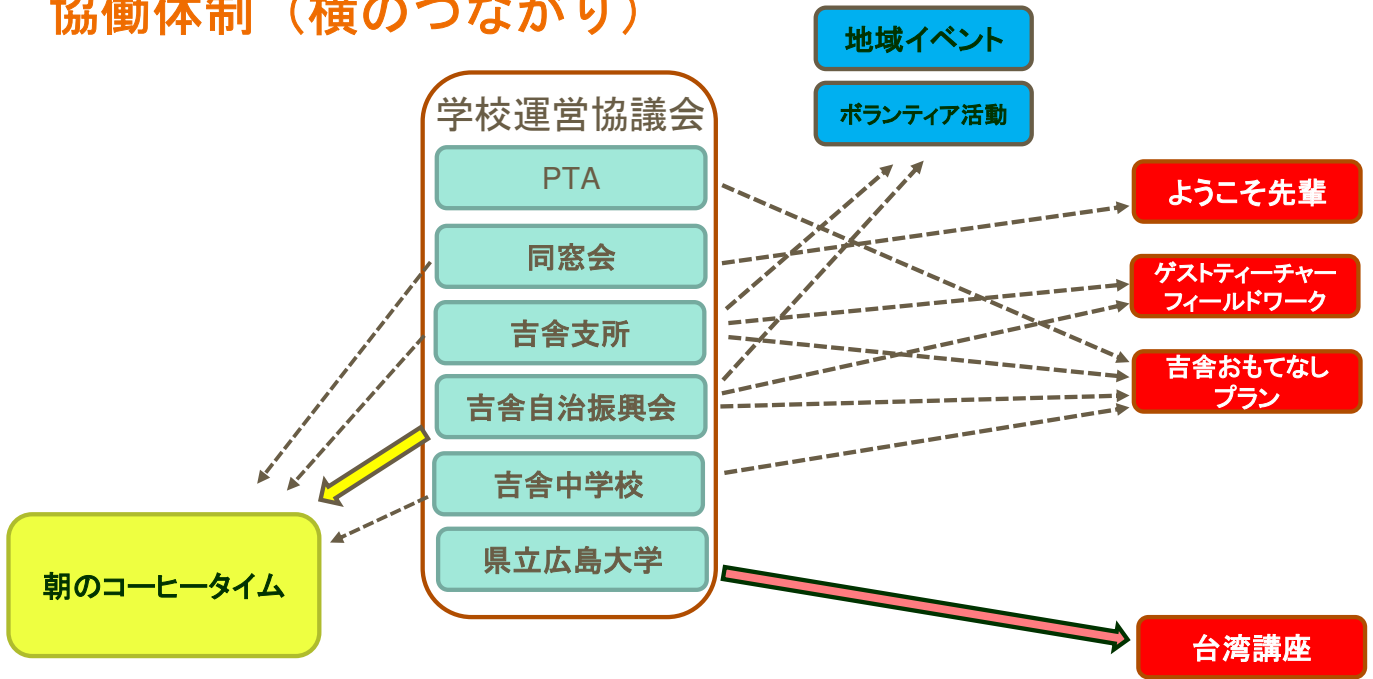 協働体制（横のつながり）
地域イベント
ボランティア活動
学校運営協議会
PTA
同窓会
吉舎支所
吉舎自治振興会
吉舎中学校
県立広島大学
ようこそ先輩
ゲストティーチャー
フィールドワーク
吉舎おもてなし
プラン
朝のコーヒータイム
台湾講座